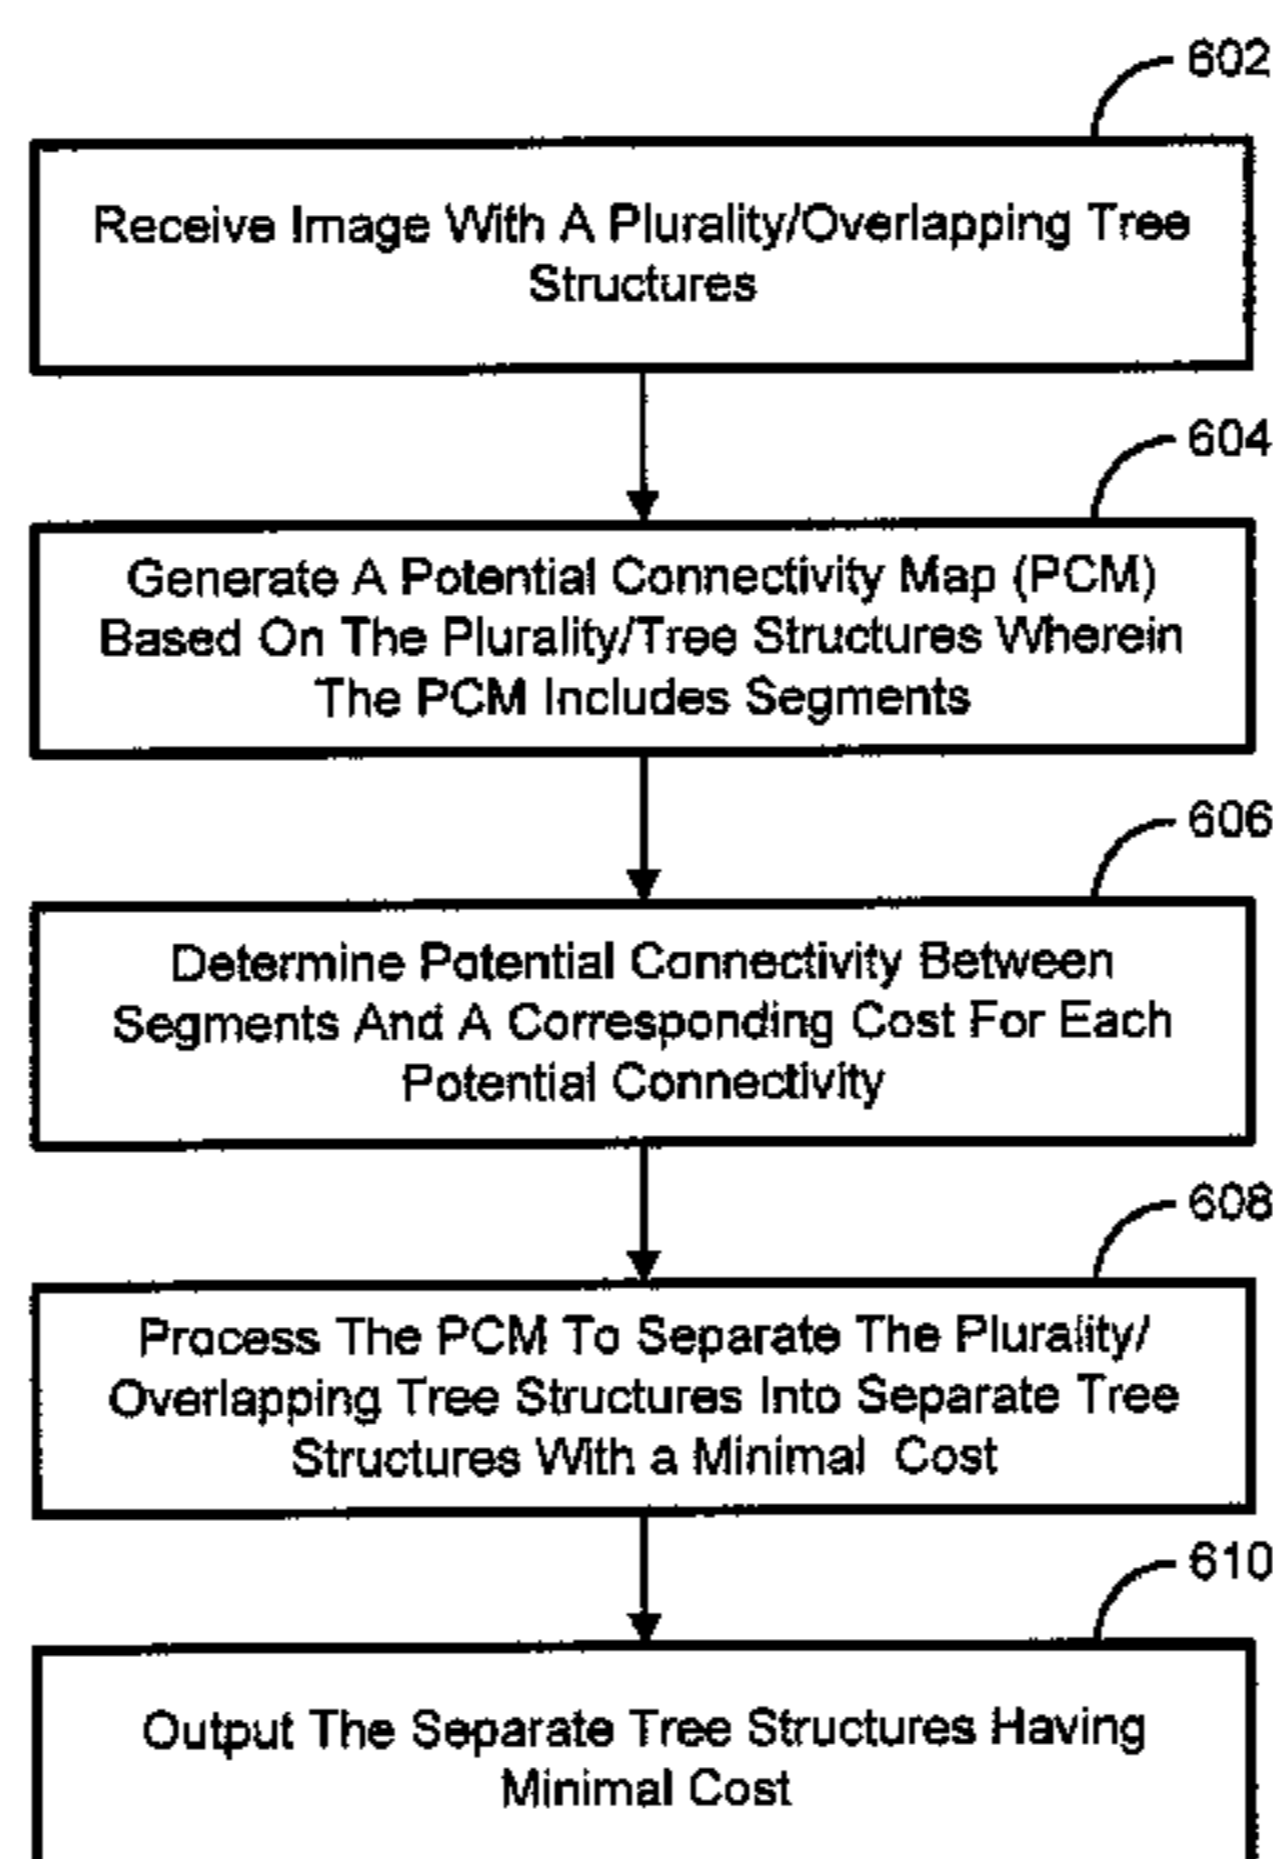 602
Receive Image With A Plurality/Overlapping Tree
Structures
604
Generate A Potential Connectivity Map (PCM)
Based On The Plurality/Tree Structures Wherein
The PCM Includes Segments
606
Determine Potential Connectivity Between
Segments And A Corresponding Cost For Each
Potential Connectivity
608
Process The PCM To Separate The Plurality/
Overlapping Tree Structures Into Separate Tree
Structures With a Minimal Cost
610
Output The Separate Tree Structures Having
Minimal Cost